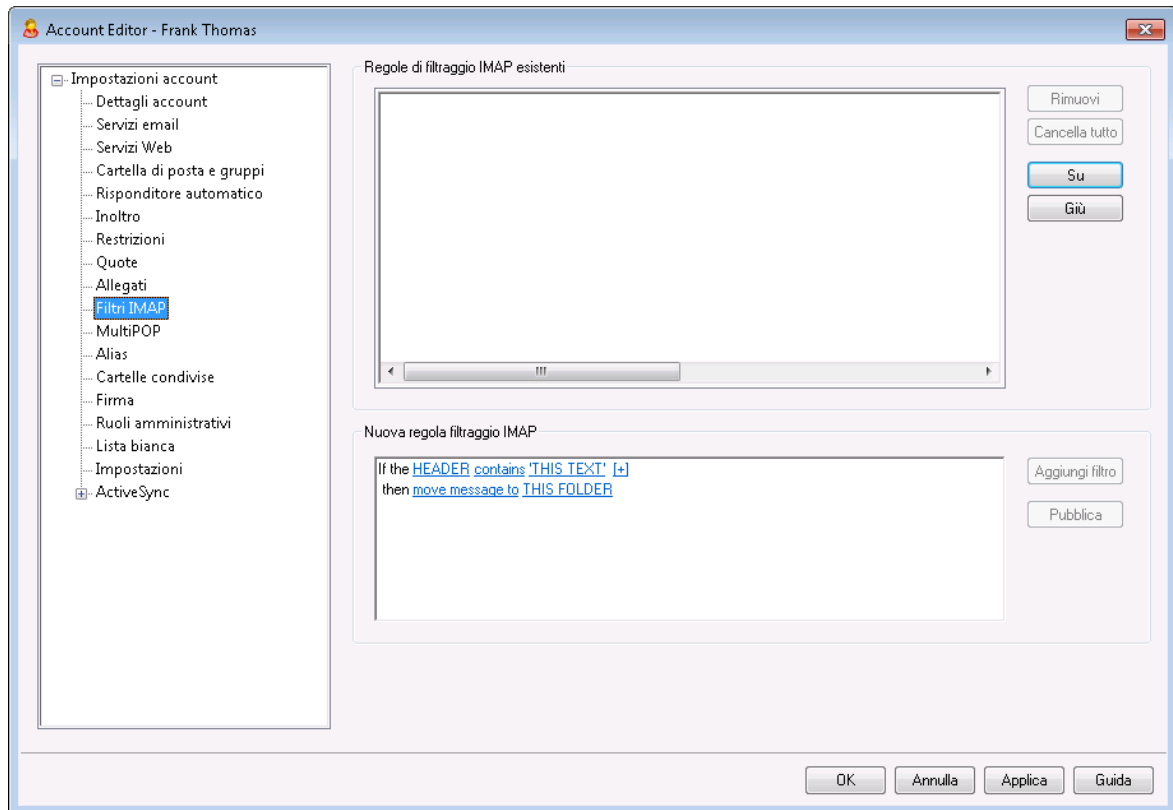 Account Editor - Frank Thomas
Impostazioni account
Dettagli account
Servizi email
Servizi Web
Cartella di posta e gruppi
Risponditore automatico
Inoltro
Restrizioni
Quote
Allegati
Filtri IMAP
MultiPOP
Alias
Cartelle condivise
Firma
Ruoli amministrativi
Lista bianca
Impostazioni
ActiveSync
Regole di filtraggio IMAP esistenti
Rimuovi
Cancella tutto
Su
Giù
Nuova regola filtraggio IMAP
If the HEADER contains 'THIS TEXT' [+]
then move message to THIS FOLDER
Aggiungi filtro
Pubblica
OK
Annulla
Applica
Guida